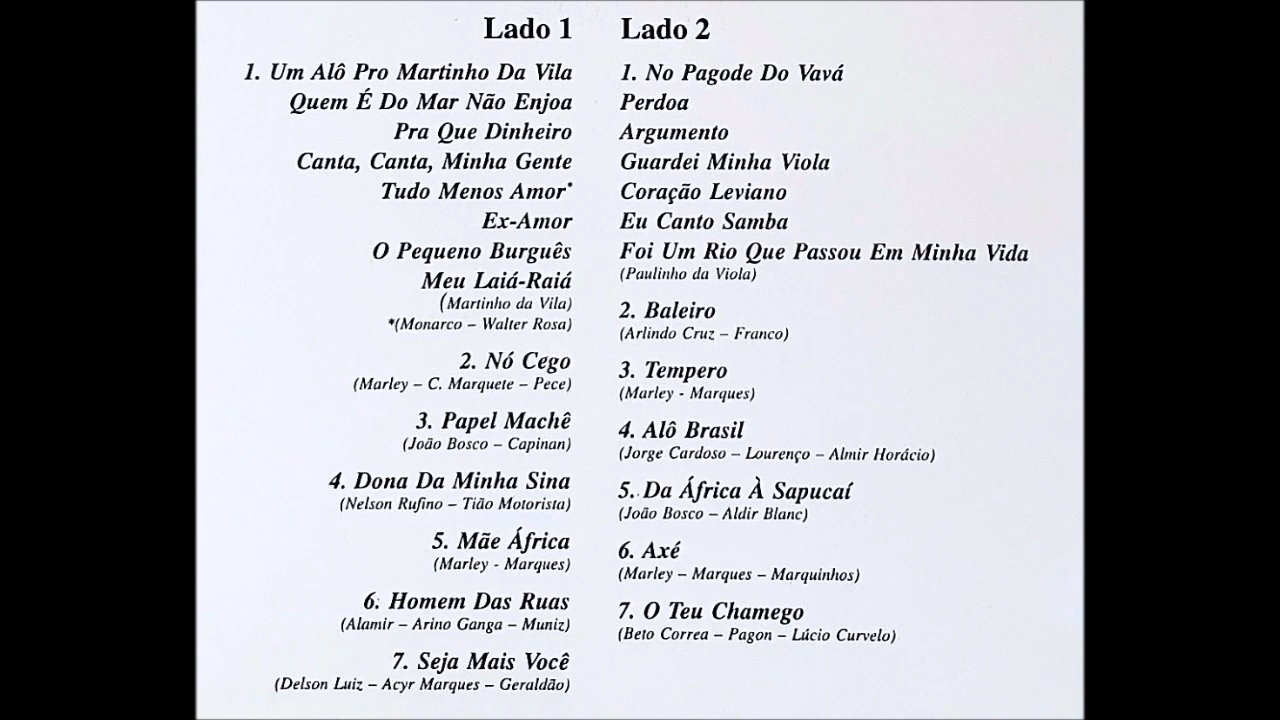 Lado 1
1. Um Alô Pro Martinho Da Vila
Quem É Do Mar Não Enjoa
Pra Que Dinheiro
Canta, Canta, Minha Gente
Tudo Menos Amor*
Ex-Amor
O Pequeno Burguês
Meu Laiá-Raiá
(Martinho da Vila)
*(Monarco – Walter Rosa)
2. Nó Cego
(Marley – C. Marquete – Pece)
3. Papel Machê
(João Bosco – Capinan)
4. Dona Da Minha Sina
(Nelson Rufino – Tião Motorista)
5. Mãe África
(Marley - Marques)
6. Homem Das Ruas
(Alamir – Arino Ganga – Muniz)
7. Seja Mais Você
(Delson Luiz – Acyr Marques – Geraldão)
Lado 2
1. No Pagode Do Vavá
Perdoa
Argumento
Guardei Minha Viola
Coração Leviano
Eu Canto Samba
Foi Um Rio Que Passou Em Minha Vida
(Paulinho da Viola)
2. Baleiro
(Arlindo Cruz – Franco)
3. Tempero
(Marley - Marques)
4. Alô Brasil
(Jorge Cardoso – Lourenço – Almir Horácio)
5. Da África À Sapucaí
(João Bosco – Aldir Blanc)
6. Axé
(Marley – Marques – Marquinhos)
7. O Teu Chamego
(Beto Correa – Pagon – Lúcio Curvelo)